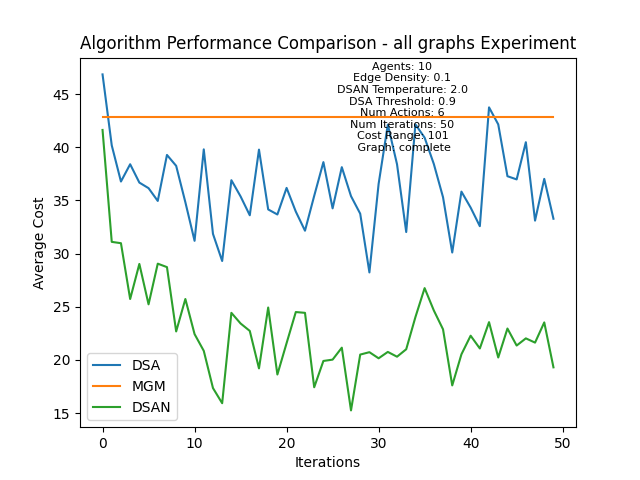 Algorithm Performance Comparison - all graphs Experiment
Agents: 10
Edge Density: 0.1
DSAN Temperature: 2.0
DSA Threshold: 0.9
Num Actions: 6
Num Iterations: 50
Cost Range: 101
Graph: complete
Average Cost
45
40
35
30
25
20
15
DSA
MGM
DSAN
0 10 20 30 40 50
Iterations